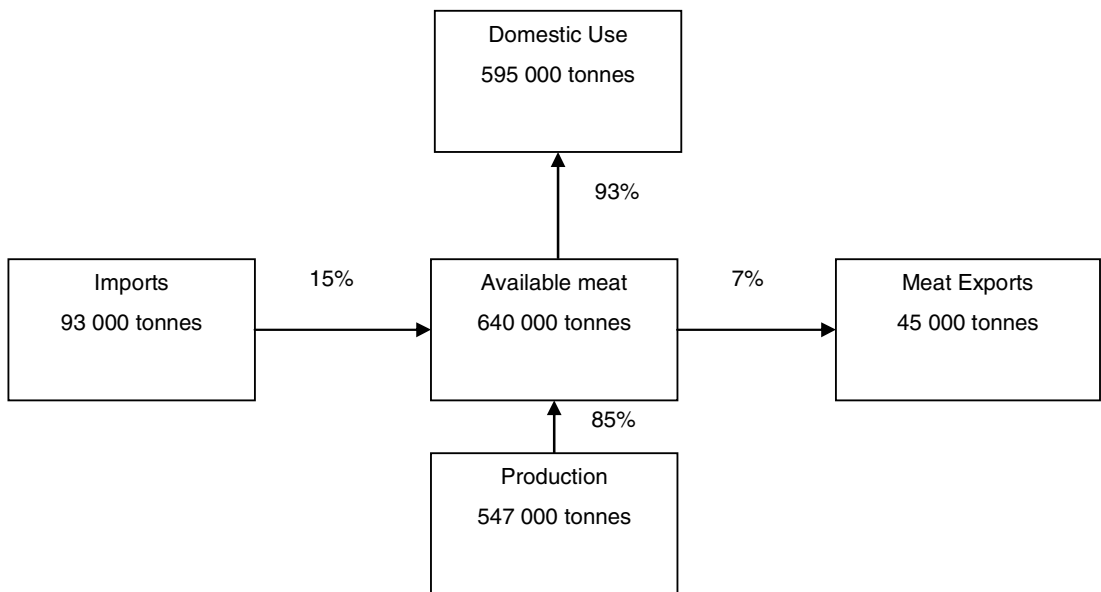 Domestic Use
595 000 tonnes
93%
Imports
93 000 tonnes
15%
Available meat
640 000 tonnes
7%
Meat Exports
45 000 tonnes
85%
Production
547 000 tonnes